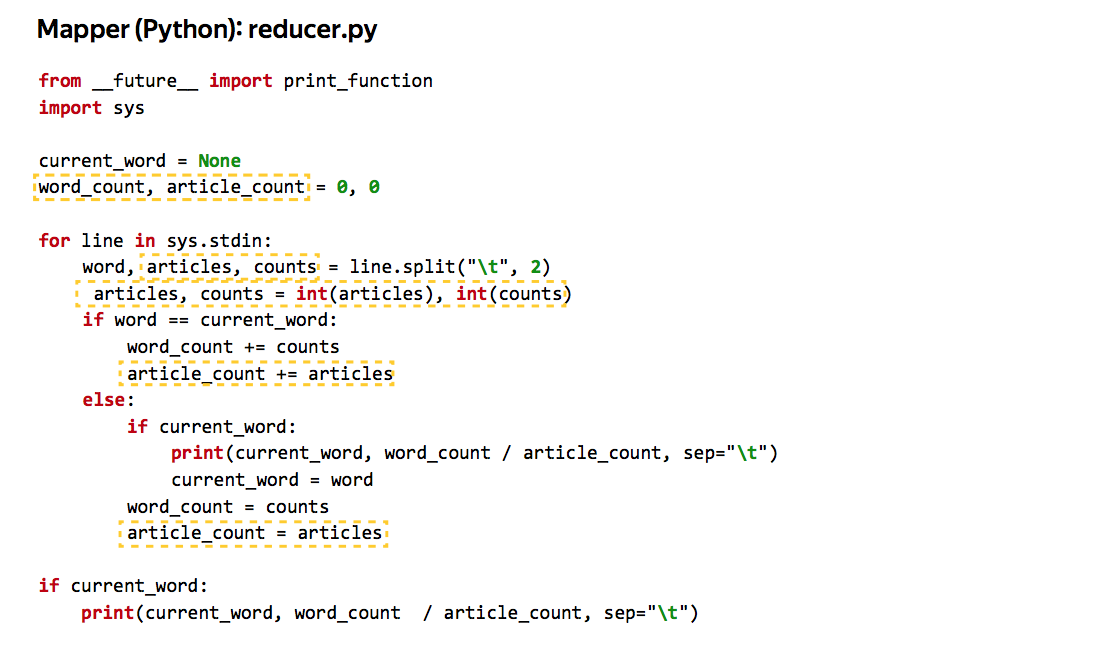 Mapper (Python): reducer.py
from __future__ import print_function
import sys
current_word = None
word_count, article_count = 0, 0
for line in sys.stdin:
    word, articles, counts = line.split("\t", 2)
     articles, counts = int(articles), int(counts)
    if word == current_word:
        word_count += counts
        article_count += articles
    else:
        if current_word:
            print(current_word, word_count / article_count, sep="\t")
            current_word = word
        word_count = counts
        article_count = articles
if current_word:
    print(current_word, word_count  / article_count, sep="\t")